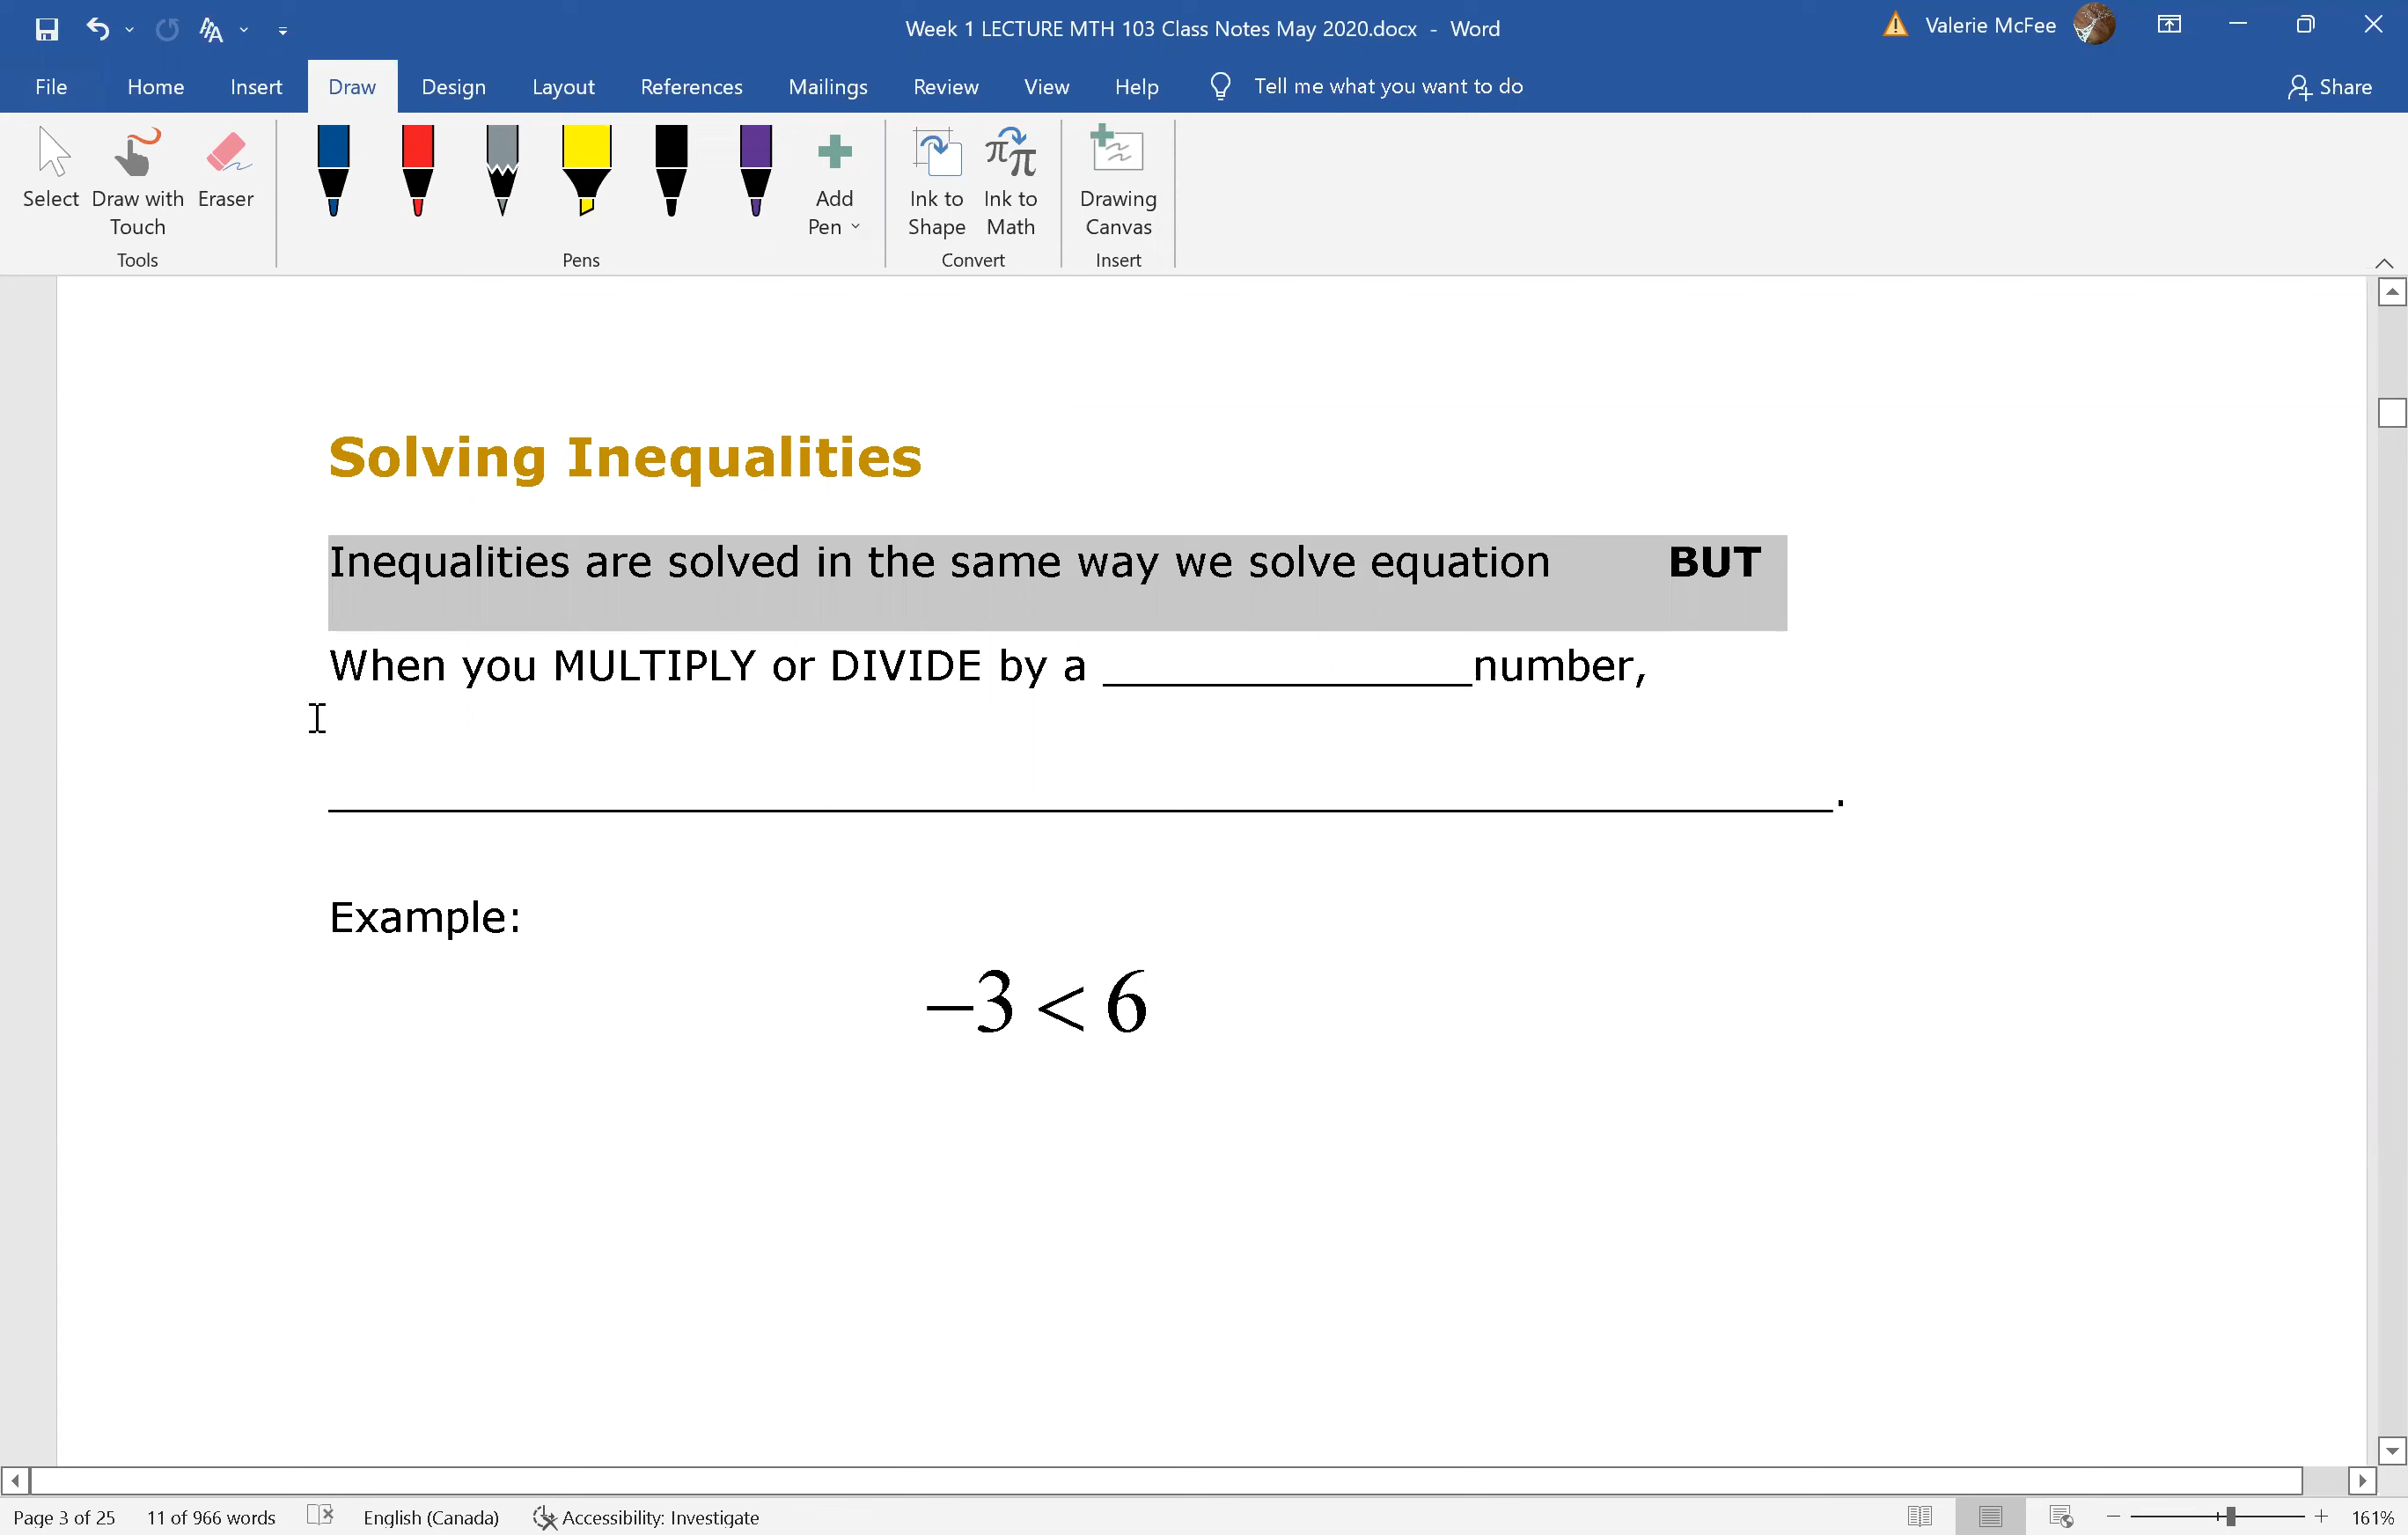 Week 1 LECTURE MTH 103 Class Notes May 2020.docx - Word
Valerie McFee
File Home Insert Draw Design Layout References Mailings Review View Help Tell me what you want to do Share
Select Draw with Touch Eraser
Add Pen
Ink to Shape Ink to Math
Drawing Canvas
Tools Pens Convert Insert
Solving Inequalities
Inequalities are solved in the same way we solve equation BUT
When you MULTIPLY or DIVIDE by a ______________number,
_________________________________________________________.
Example:
−3 < 6
Page 3 of 25 11 of 966 words English (Canada) Accessibility: Investigate 161%